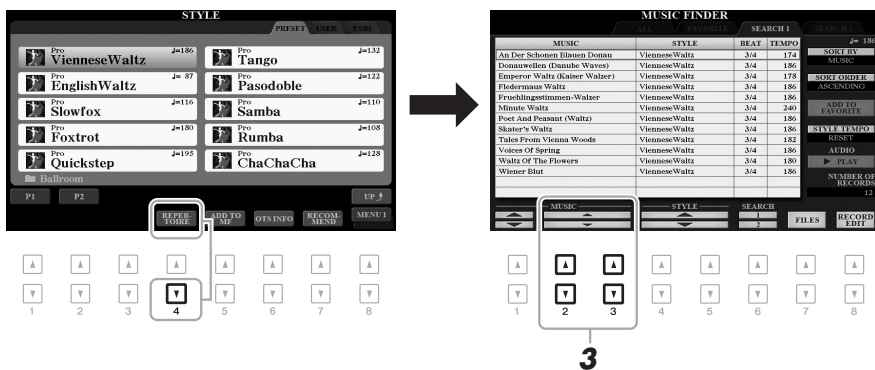 STYLE
PRESET USER USB1
Pro ♩=186
VienneseWaltz
Pro ♩=132
Tango
Pro ♩= 87
EnglishWaltz
Pro ♩=122
Pasodoble
Pro ♩=116
Slowfox
Pro ♩=110
Samba
Pro ♩=180
Foxtrot
Pro ♩=108
Rumba
Pro ♩=195
Quickstep
Pro ♩=128
ChaChaCha
Ballroom
P1 P2 UP
REPER-
TOIRE
ADD TO
MF
OTS INFO
RECOM-
MEND
MENU 1
1 2 3 4 5 6 7 8
MUSIC FINDER
ALL FAVORITE SEARCH 1 SEARCH 2
MUSIC STYLE BEAT TEMPO
An Der Schonen Blauen Donau VienneseWaltz 3/4 174
Donauwellen (Danube Waves) VienneseWaltz 3/4 186
Emperor Waltz (Kaiser Walzer) VienneseWaltz 3/4 178
Fledermaus Waltz VienneseWaltz 3/4 186
Fruehlingsstimmen-Walzer VienneseWaltz 3/4 186
Minute Waltz VienneseWaltz 3/4 240
Poet And Peasant (Waltz) VienneseWaltz 3/4 186
Skater's Waltz VienneseWaltz 3/4 186
Tales From Vienna Woods VienneseWaltz 3/4 182
Voices Of Spring VienneseWaltz 3/4 186
Waltz Of The Flowers VienneseWaltz 3/4 180
Wiener Blut VienneseWaltz 3/4 186
♩= 186
SORT BY
MUSIC
SORT ORDER
ASCENDING
ADD TO
FAVORITE
STYLE TEMPO
RESET
AUDIO
PLAY
NUMBER OF
RECORDS
12
MUSIC STYLE SEARCH
1
2
FILES
RECORD
EDIT
1 2 3 4 5 6 7 8
3